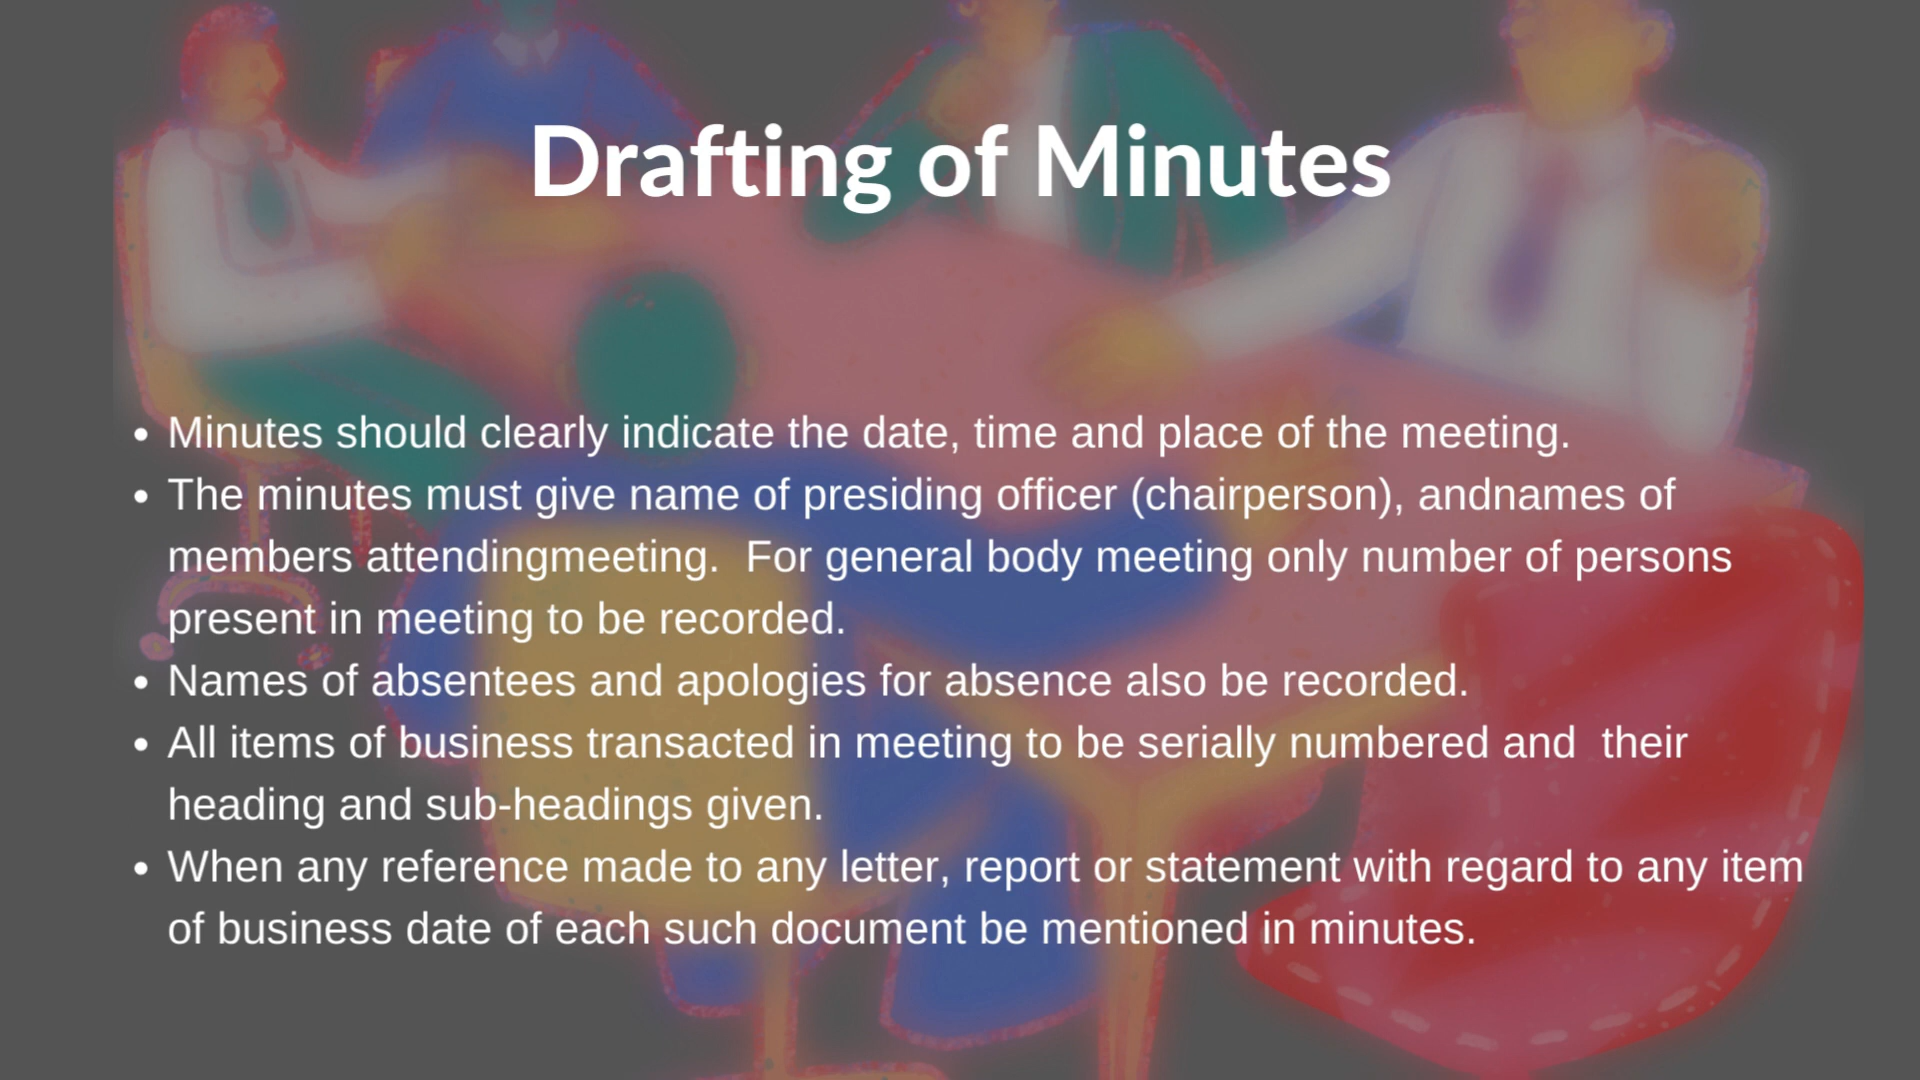 Drafting of Minutes
• Minutes should clearly indicate the date, time and place of the meeting.
• The minutes must give name of presiding officer (chairperson), andnames of
members attendingmeeting.  For general body meeting only number of persons
present in meeting to be recorded.
• Names of absentees and apologies for absence also be recorded.
• All items of business transacted in meeting to be serially numbered and  their
heading and sub-headings given.
• When any reference made to any letter, report or statement with regard to any item
of business date of each such document be mentioned in minutes.